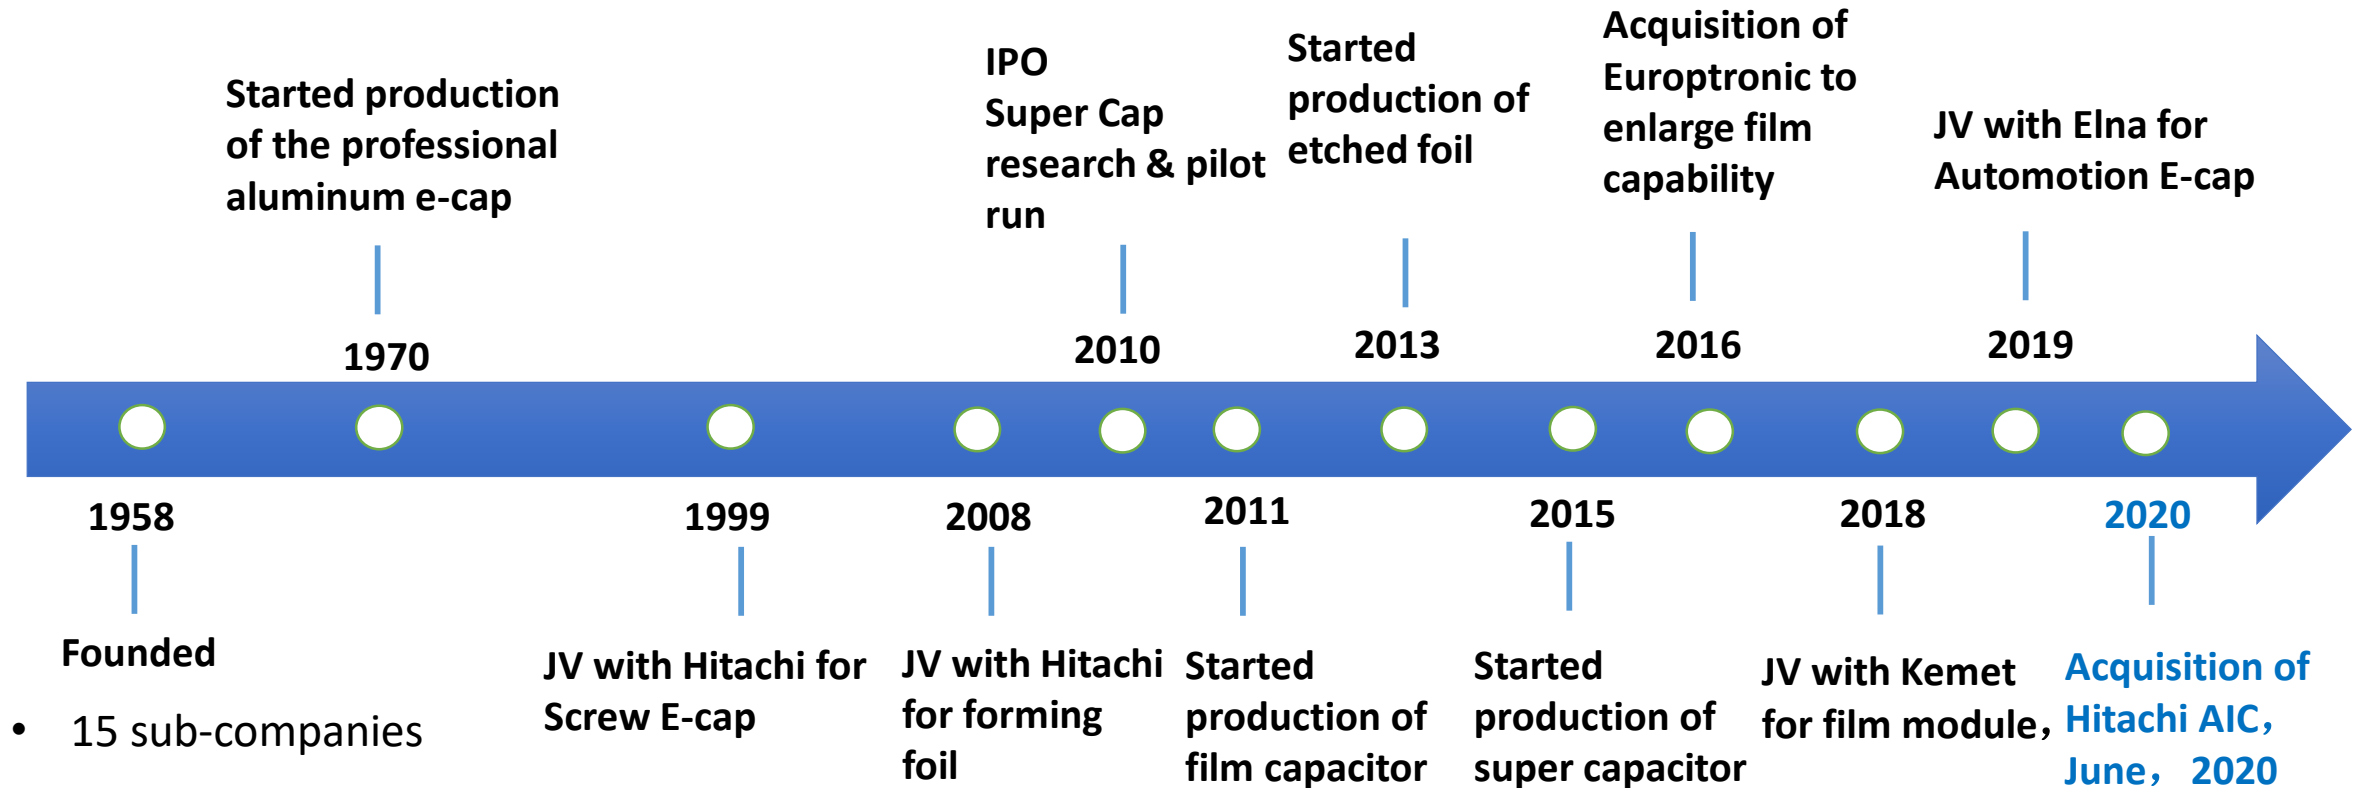 Started production
of the professional
aluminum e-cap
1970
IPO
Super Cap
research & pilot
run
2010
Started
production of
etched foil
2013
Acquisition of
Europtronic to
enlarge film
capability
2016
JV with Elna for
Automotion E-cap
2019
1958
Founded
• 15 sub-companies
1999
JV with Hitachi for
Screw E-cap
2008
JV with Hitachi
for forming
foil
2011
Started
production of
film capacitor
2015
Started
production of
super capacitor
2018
JV with Kemet
for film module，
2020
Acquisition of
Hitachi AIC，
June， 2020